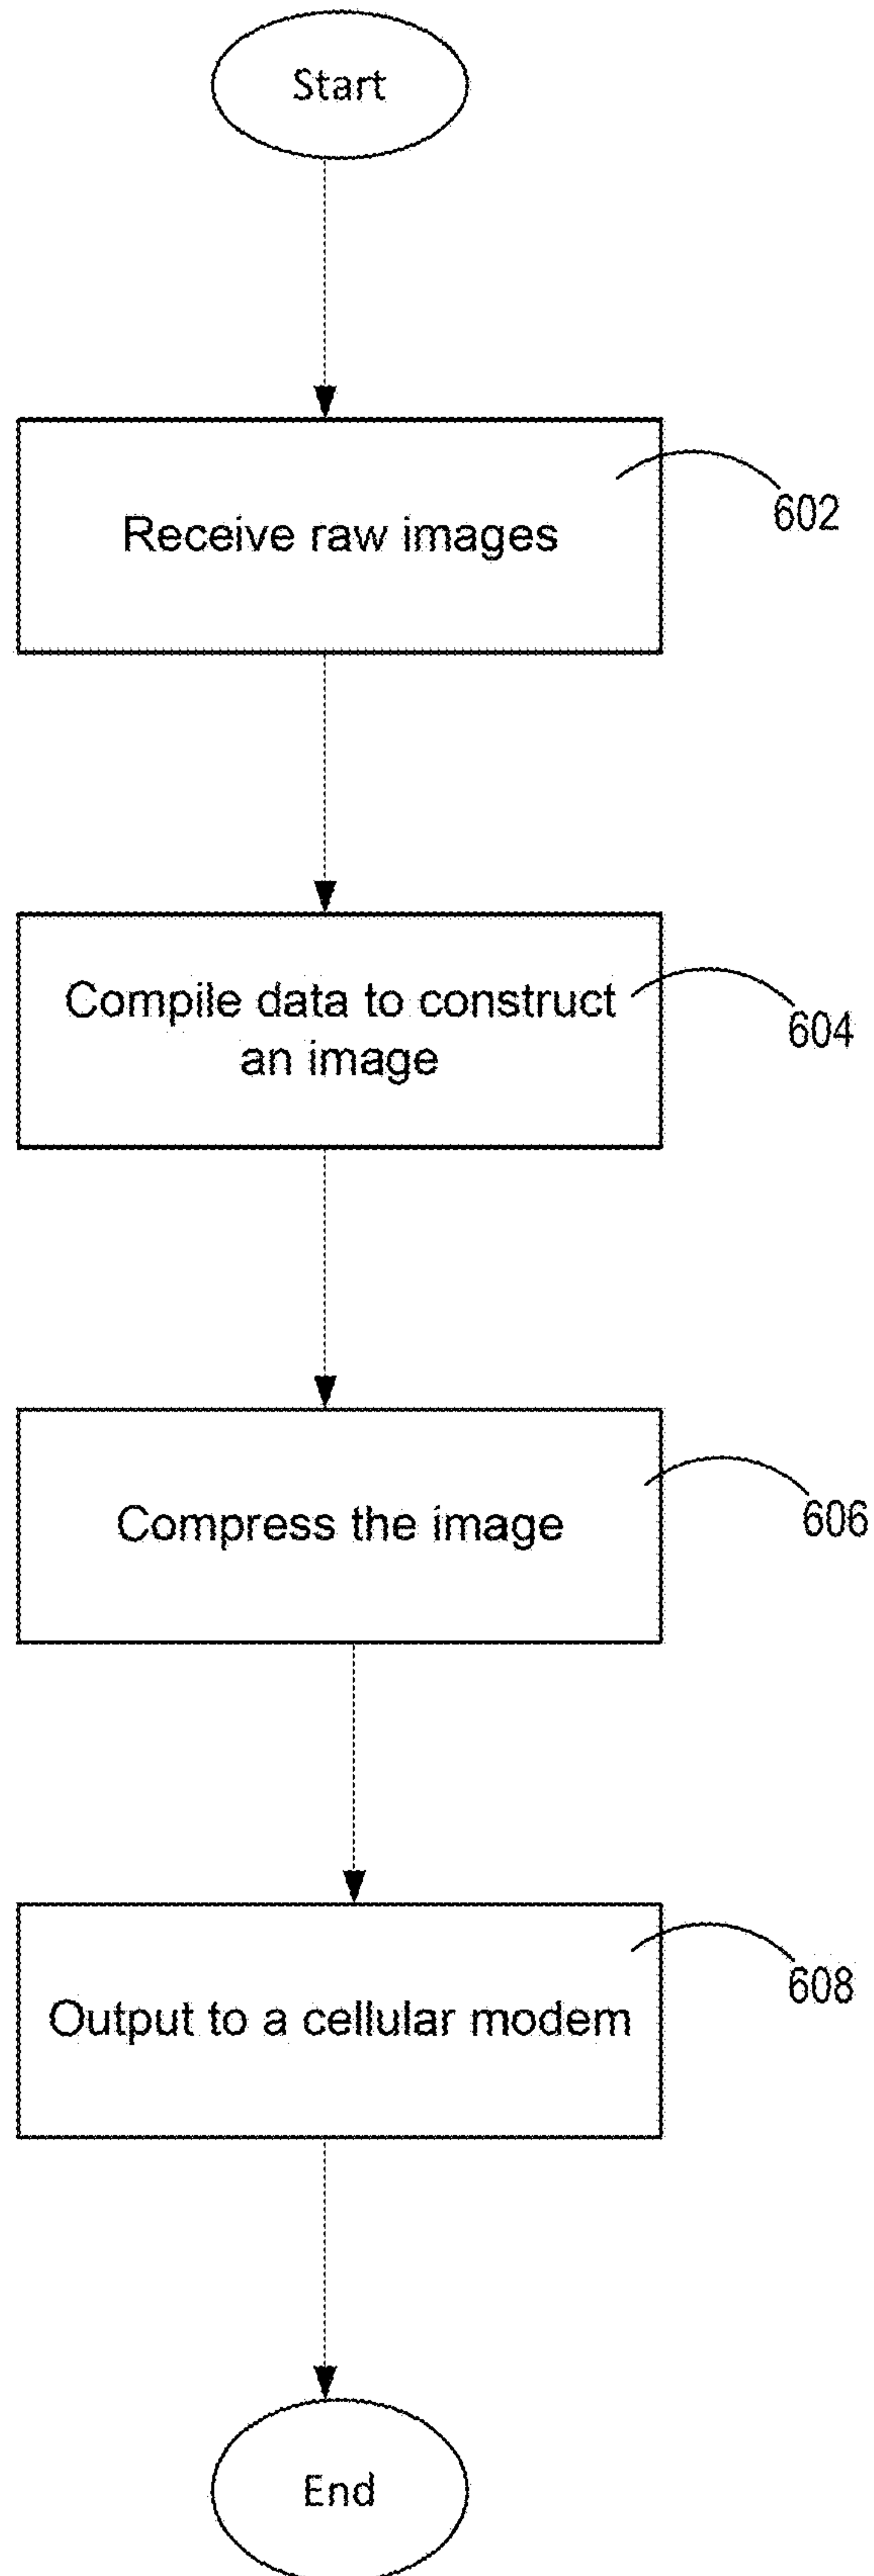 Start
Receive raw images
602
Compile data to construct
an image
604
Compress the image
606
Output to a cellular modem
608
End